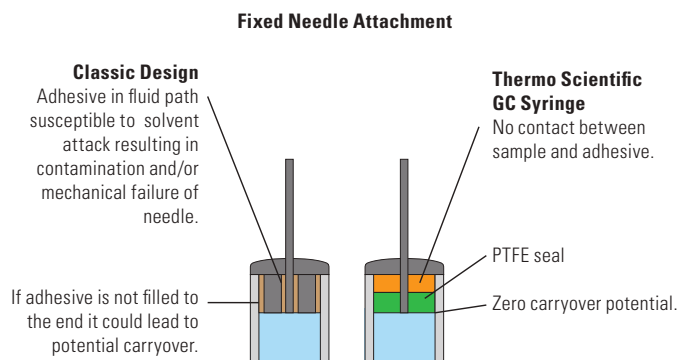 Fixed Needle Attachment
Classic Design
Adhesive in fluid path
susceptible to solvent
attack resulting in
contamination and/or
mechanical failure of
needle.
If adhesive is not filled to
the end it could lead to
potential carryover.
Thermo Scientific
GC Syringe
No contact between
sample and adhesive.
PTFE seal
Zero carryover potential.